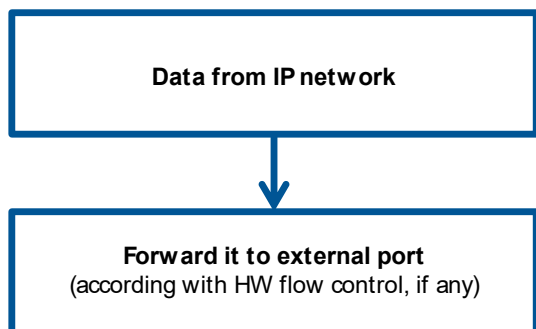 Data from IP network
Forward it to external port
(according with HW flow control, if any)